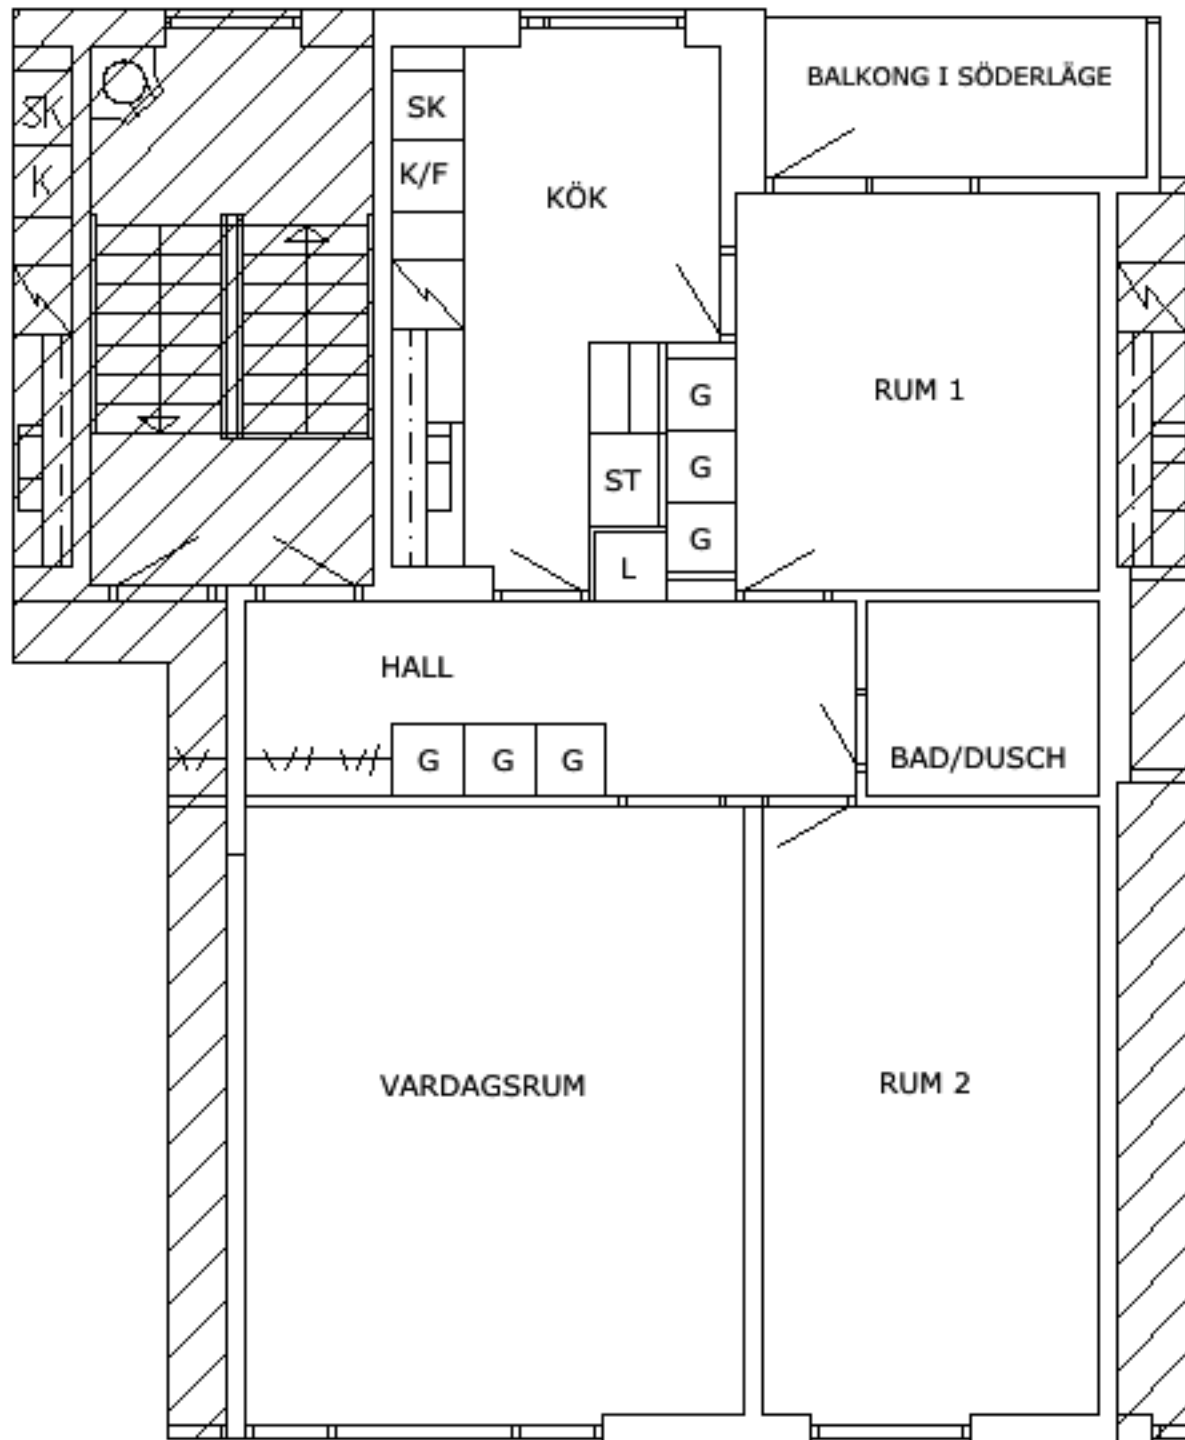 BALKONG I SÖDERLÄGE
SK
SK
K
K/F
KÖK
G
RUM 1
G
ST
G
L
HALL
G
G
G
BAD/DUSCH
VARDAGSRUM
RUM 2